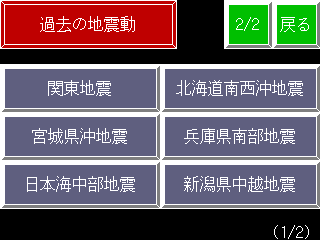 過去の地震動
2/2
戻る
関東地震
北海道南西沖地震
宮城県沖地震
兵庫県南部地震
日本海中部地震
新潟県中越地震
(1/2)